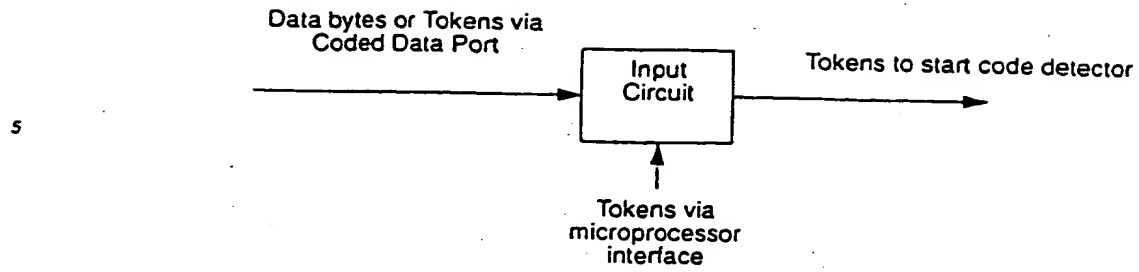 Data bytes or Tokens via
Coded Data Port
Input
Circuit
Tokens to start code detector
5
Tokens via
microprocessor
interface